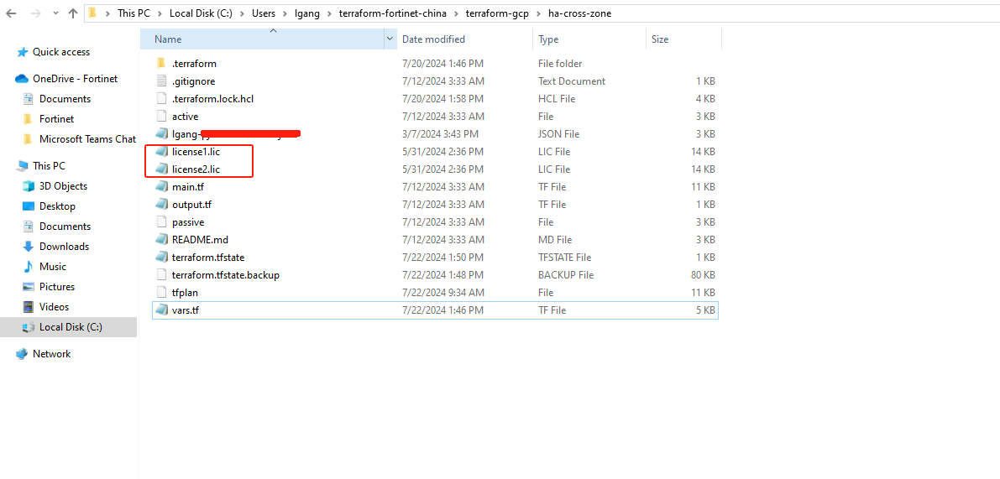 This PC > Local Disk (C:) > Users > lgang > terraform-fortinet-china > terraform-gcp > ha-cross-zone
Quick access
OneDrive - Fortinet
Documents
Fortinet
Microsoft Teams Chat
This PC
3D Objects
Desktop
Documents
Downloads
Music
Pictures
Videos
Local Disk (C:)
Network
Name Date modified Type Size
.terraform 7/20/2024 1:46 PM File folder
.gitignore 7/12/2024 3:33 AM Text Document 1 KB
.terraform.lock.hcl 7/20/2024 1:58 PM HCL File 4 KB
active 7/12/2024 3:33 AM File 3 KB
lgang- 3/7/2024 3:43 PM JSON File 3 KB
license1.lic 5/31/2024 2:36 PM LIC File 14 KB
license2.lic 5/31/2024 2:36 PM LIC File 14 KB
main.tf 7/12/2024 3:33 AM TF File 11 KB
output.tf 7/12/2024 3:33 AM TF File 1 KB
passive 7/12/2024 3:33 AM File 3 KB
README.md 7/12/2024 3:33 AM MD File 3 KB
terraform.tfstate 7/22/2024 1:50 PM TFSTATE File 1 KB
terraform.tfstate.backup 7/22/2024 1:48 PM BACKUP File 80 KB
tfplan 7/22/2024 9:34 AM File 11 KB
vars.tf 7/22/2024 1:46 PM TF File 5 KB